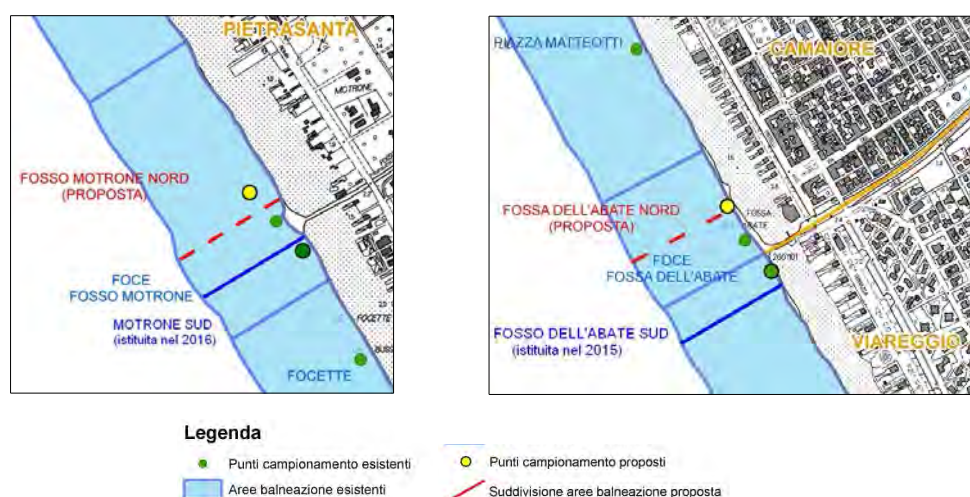 PIETRASANTA
MOTRONE
FOSSO MOTRONE NORD
(PROPOSTA)
FOCE
FOSSO MOTRONE
MOTRONE SUD
(istituita nel 2016)
FOCETTE
FOCETTE
PIAZZA MATTEOTTI
CAMAIORE
FOSSA DELL'ABATE NORD
(PROPOSTA)
FOSSA
FOCE
FOSSA DELL'ABATE
FOSSO DELL'ABATE SUD
(istituita nel 2015)
VIAREGGIO
Legenda
Punti campionamento esistenti
Punti campionamento proposti
Aree balneazione esistenti
Suddivisione aree balneazione proposta